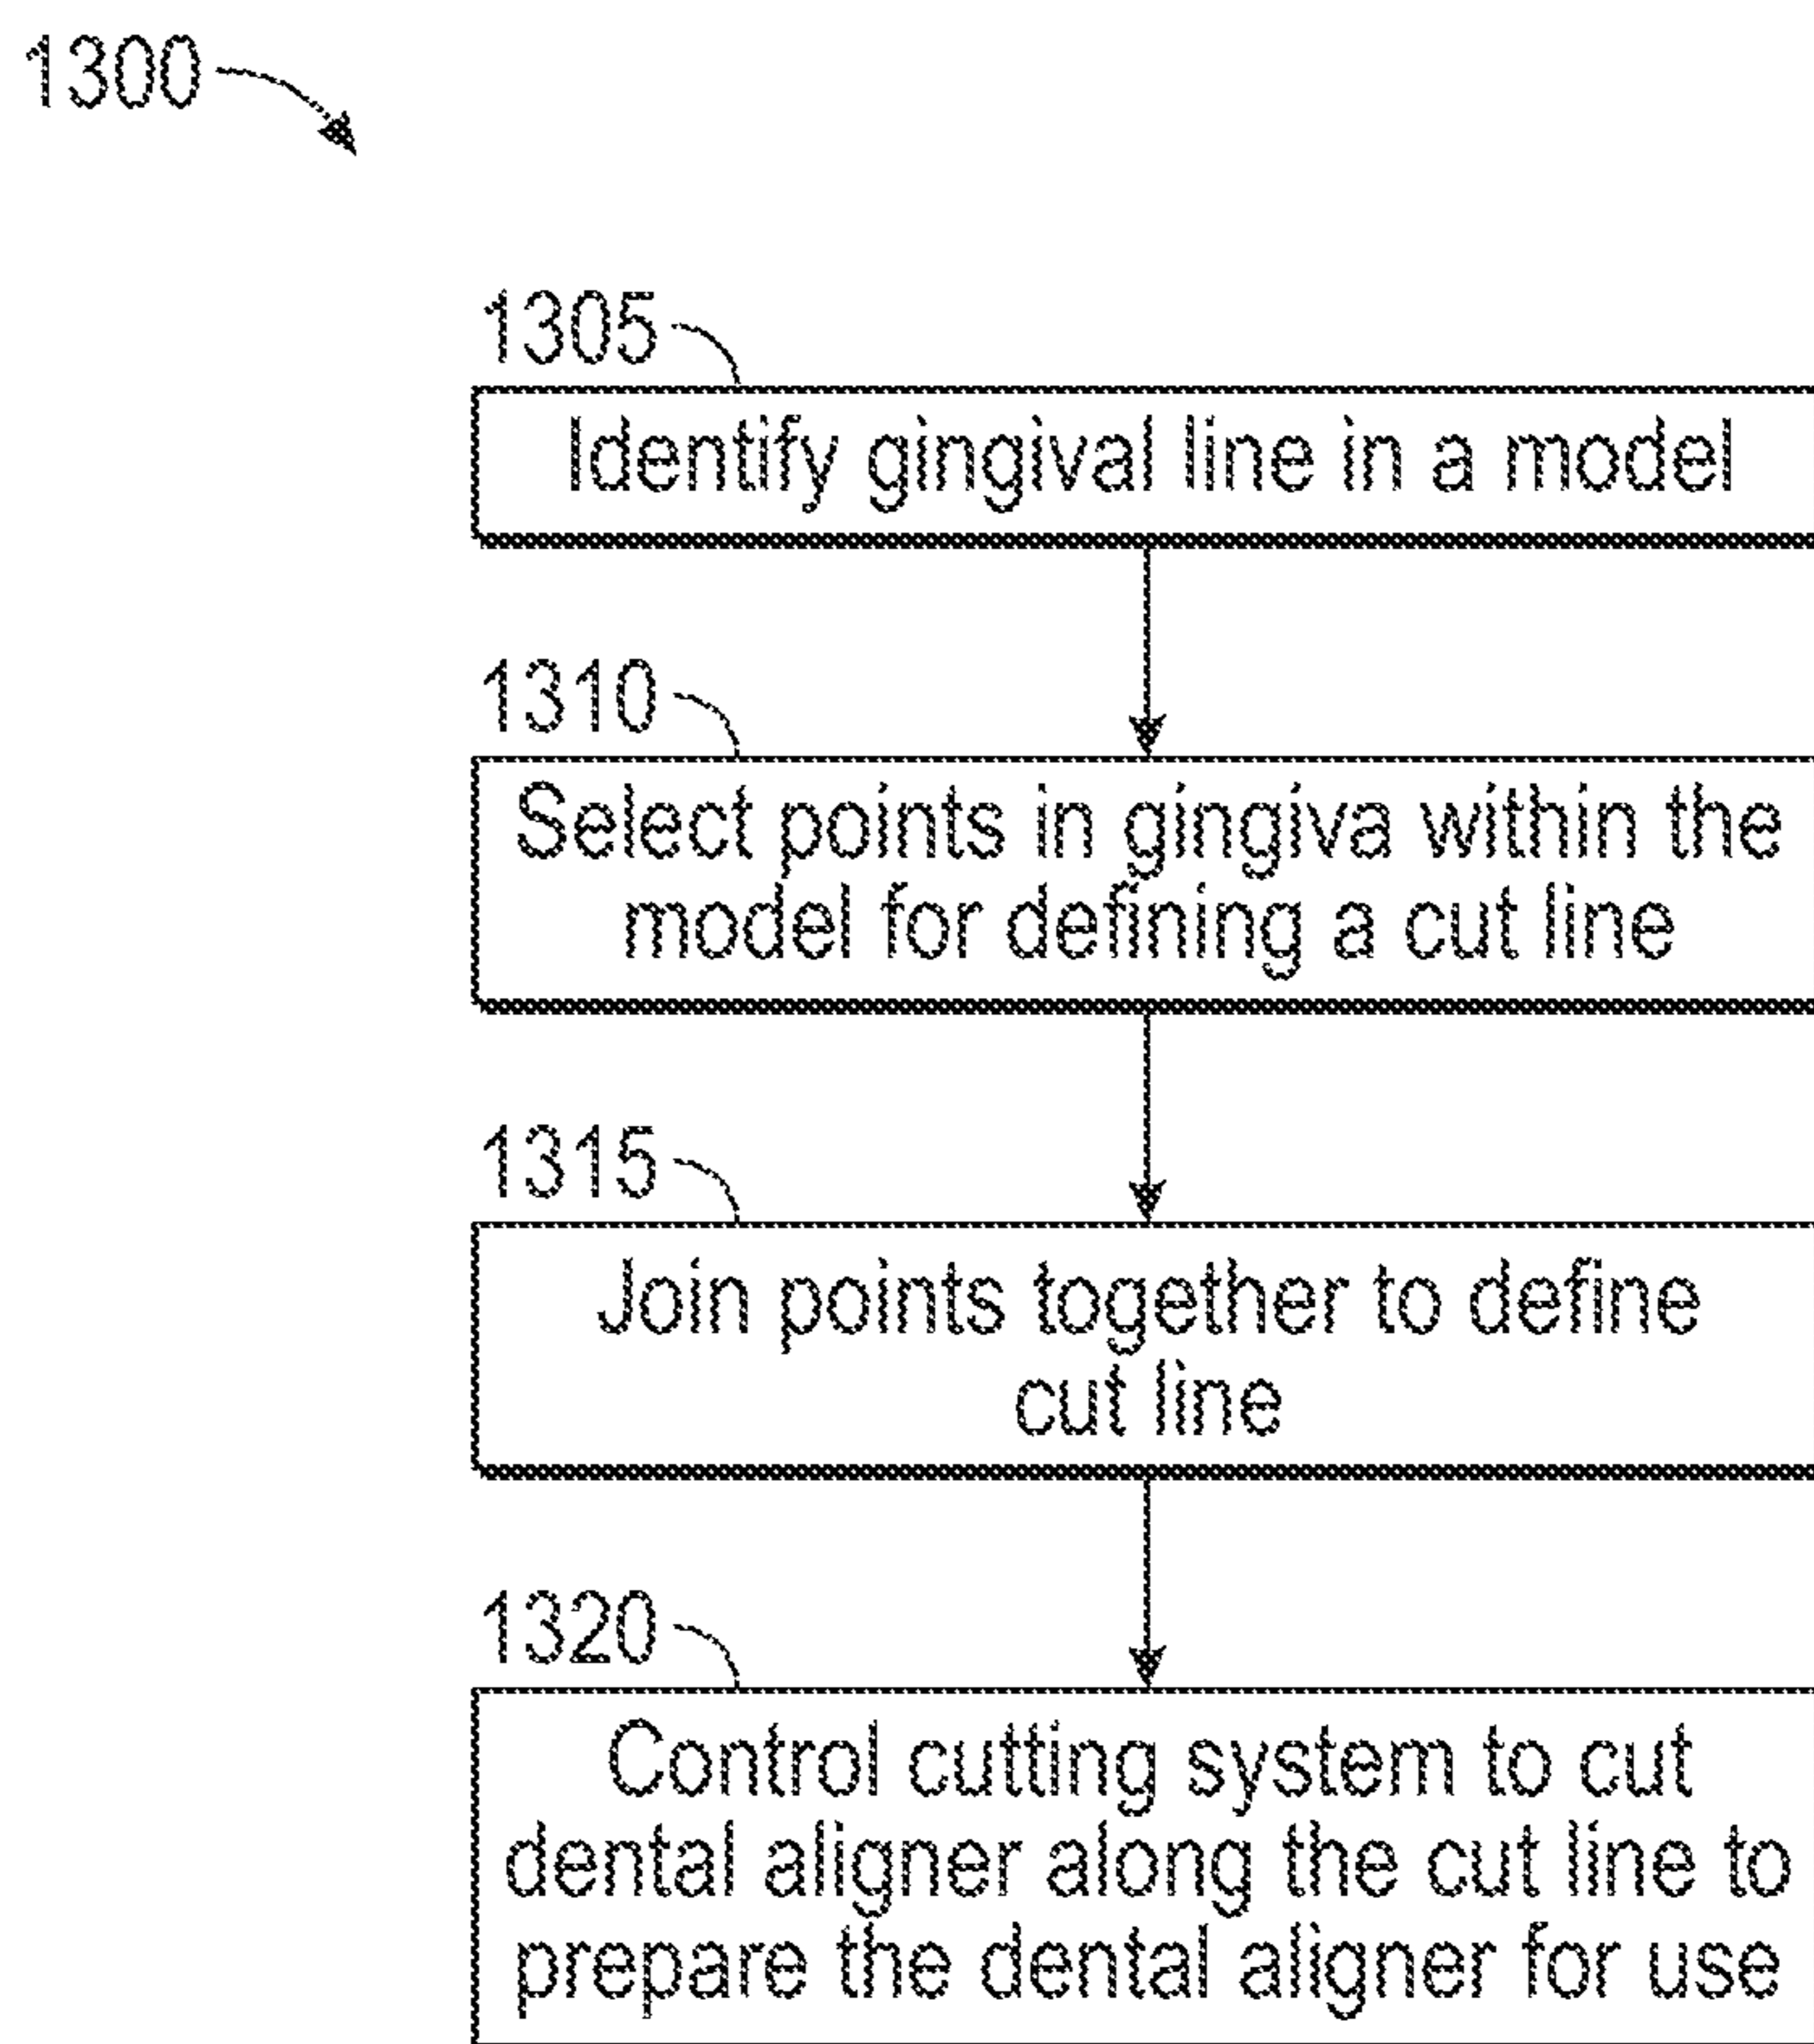 1300
1305
Identify gingival line in a model
1310
Select points in gingiva within the
model for defining a cut line
1315
Join points together to define
cut line
1320
Control cutting system to cut
dental aligner along the cut line to
prepare the dental aligner for use